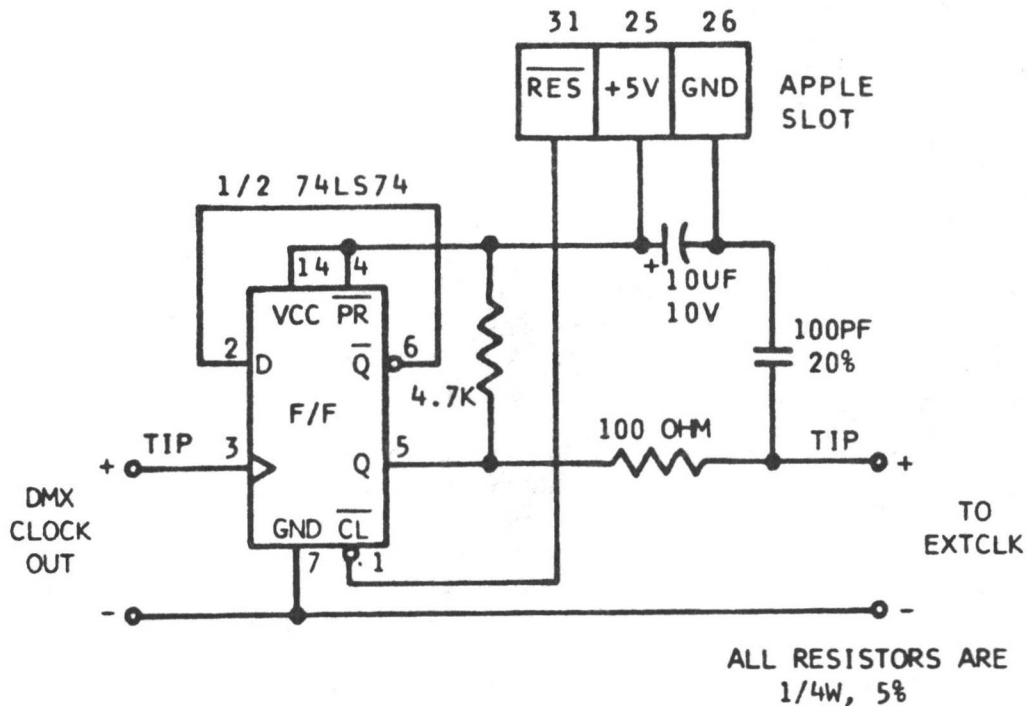 31 25 26
RES +5V GND
APPLE
SLOT
1/2 74LS74
14 4
VCC PR
+
10UF
10V
2 D Q 6
100PF
20%
4.7K
F/F
100 OHM
+ TIP 3 Q 5 TIP +
DMX
CLOCK
OUT
GND CL
7 1
TO
EXTCLK
- -
ALL RESISTORS ARE
1/4W, 5%